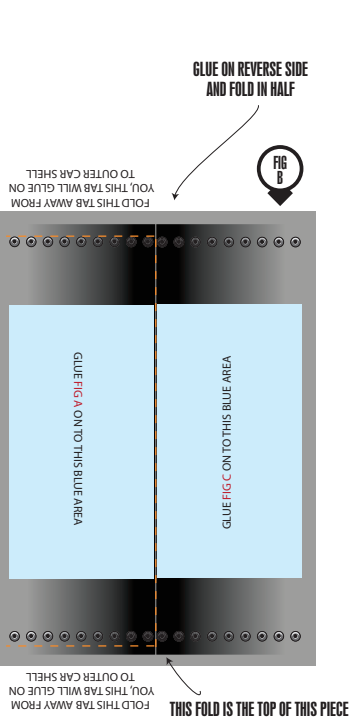 GLUE ON REVERSE SIDE
AND FOLD IN HALF
FIG
B
FOLD THIS TAB AWAY FROM
YOU, THIS TAB WILL GLUE ON
TO OUTER CAR SHELL
GLUE FIG A ON TO THIS BLUE AREA
GLUE FIG C ON TO THIS BLUE AREA
FOLD THIS TAB AWAY FROM
YOU, THIS TAB WILL GLUE ON
TO OUTER CAR SHELL
THIS FOLD IS THE TOP OF THIS PIECE